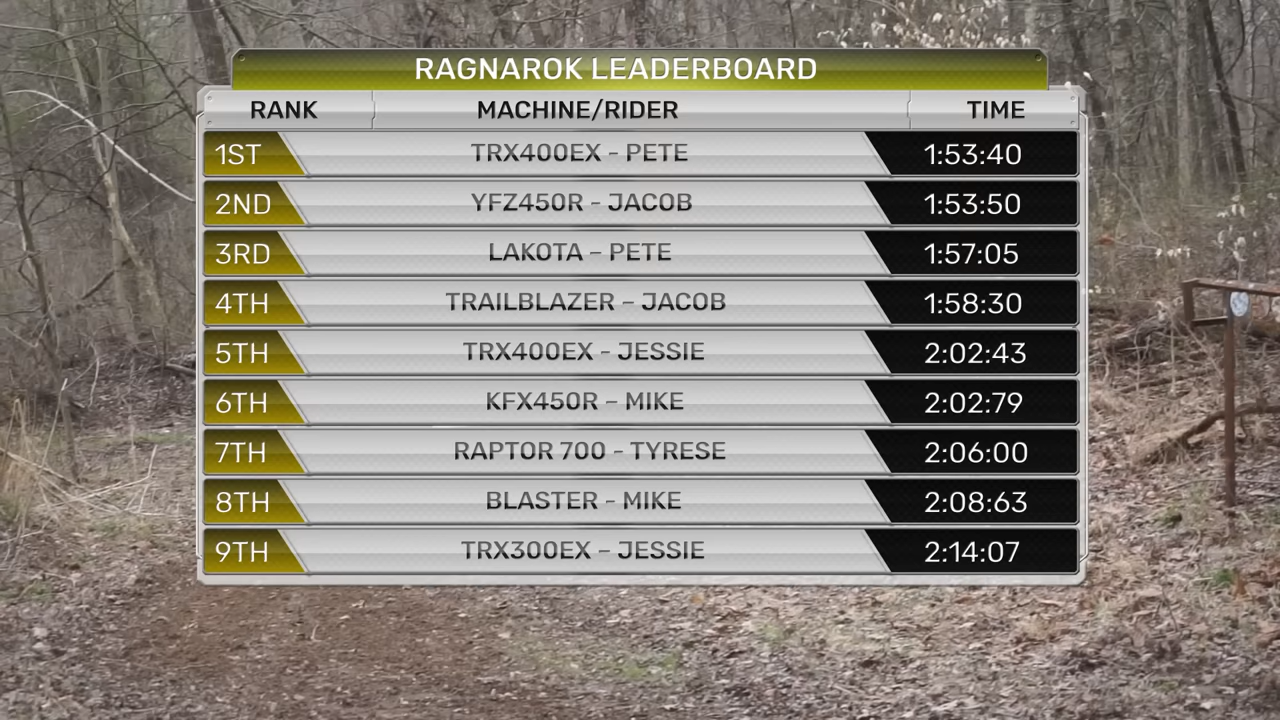 RAGNAROK LEADERBOARD
RANK MACHINE/RIDER TIME
1ST TRX400EX - PETE 1:53:40
2ND YFZ450R - JACOB 1:53:50
3RD LAKOTA – PETE 1:57:05
4TH TRAILBLAZER – JACOB 1:58:30
5TH TRX400EX - JESSIE 2:02:43
6TH KFX450R – MIKE 2:02:79
7TH RAPTOR 700 - TYRESE 2:06:00
8TH BLASTER - MIKE 2:08:63
9TH TRX300EX – JESSIE 2:14:07